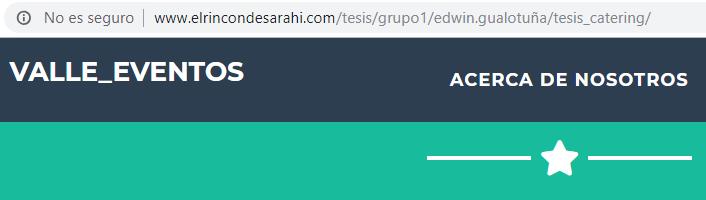 No es seguro | www.elrincondesarahi.com/tesis/grupo1/edwin.gualotuña/tesis_catering/
VALLE_EVENTOS
ACERCA DE NOSOTROS